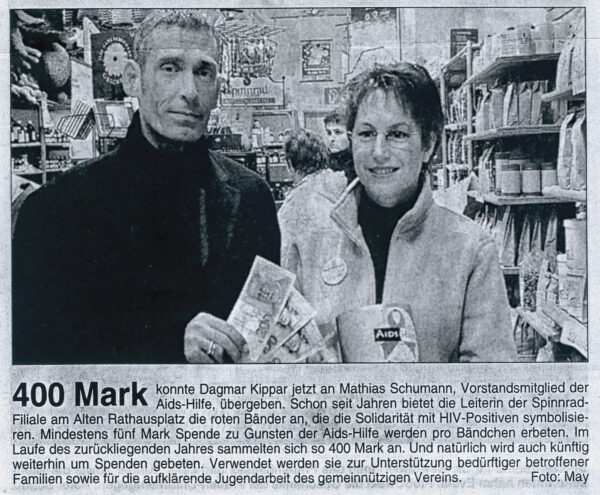 Spinnrad
AIDS
400 Mark konnte Dagmar Kippar jetzt an Mathias Schumann, Vorstandsmitglied der
Aids-Hilfe, übergeben. Schon seit Jahren bietet die Leiterin der Spinnrad-
Filiale am Alten Rathausplatz die roten Bänder an, die die Solidarität mit HIV-Positiven symbolisie-
ren. Mindestens fünf Mark Spende zu Gunsten der Aids-Hilfe werden pro Bändchen erbeten. Im
Laufe des zurückliegenden Jahres sammelten sich so 400 Mark an. Und natürlich wird auch künftig
weiterhin um Spenden gebeten. Verwendet werden sie zur Unterstützung bedürftiger betroffener
Familien sowie für die aufklärende Jugendarbeit des gemeinnützigen Vereins. Foto: May